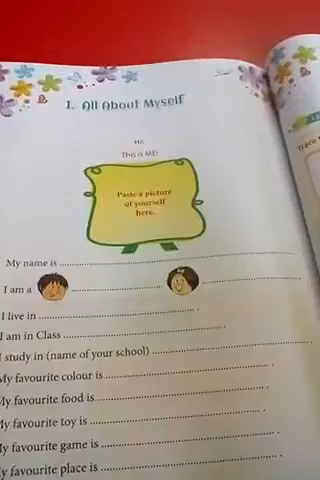 1. All About Myself
Hi!
This is ME!
Paste a picture
of yourself
here.
My name is
I am a
I live in
I am in Class
I study in (name of your school)
My favourite colour is
My favourite food is
My favourite toy is
My favourite game is
My favourite place is
Trace